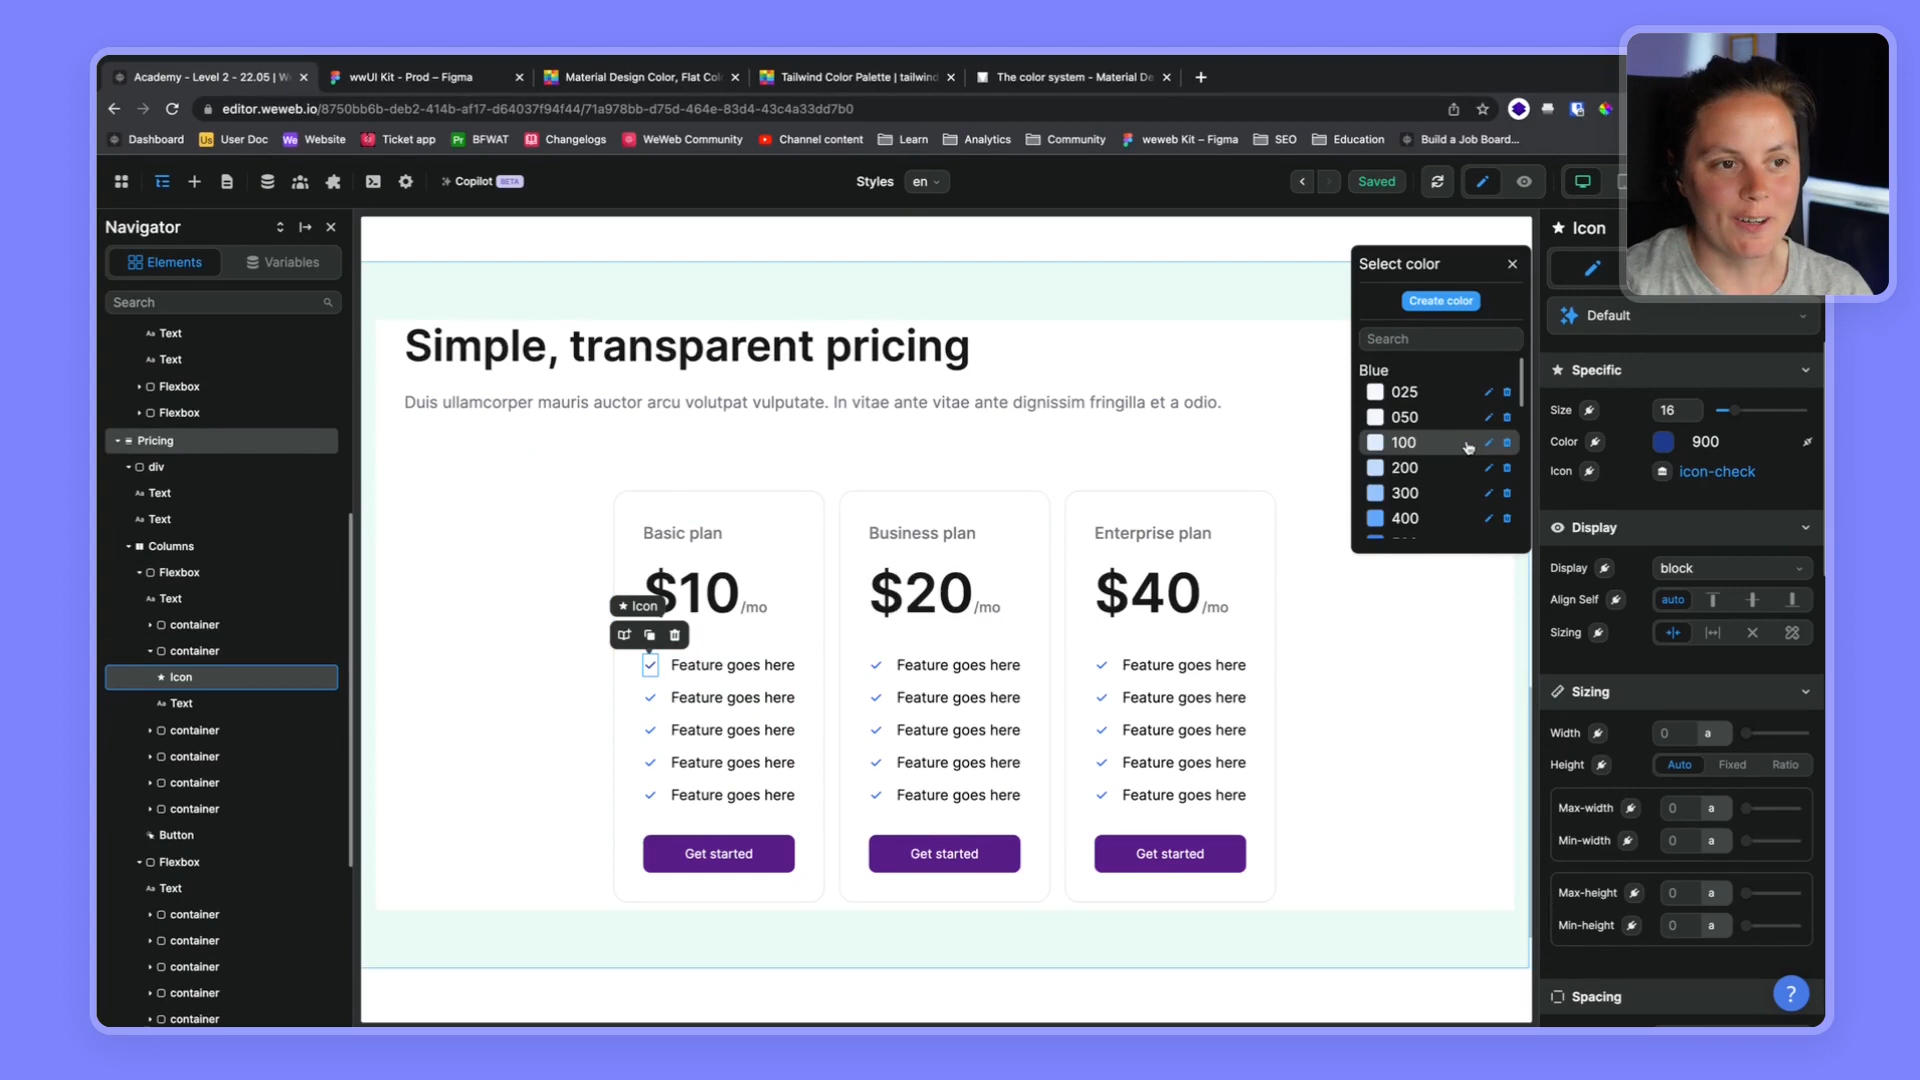 Academy - Level 2 - 22.05 | W
wwUI Kit - Prod – Figma
Material Design Color, Flat Col
Tailwind Color Palette | tailwind
The color system - Material De
editor.weweb.io/8750bb6b-deb2-414b-af17-d64037f94f44/71a978bb-d75d-464e-83d4-43c4a33dd7b0
Dashboard
Us User Doc
We Website
Ticket app
Pr BFWAT
Changelogs
WeWeb Community
Channel content
Learn
Analytics
Community
weweb Kit – Figma
SEO
Education
Build a Job Board...
Copilot BETA
Styles
en
Saved
Navigator
Elements
Variables
Search
Aa Text
Aa Text
Flexbox
Flexbox
Pricing
div
Aa Text
Aa Text
Columns
Flexbox
Aa Text
container
container
Icon
Aa Text
container
container
container
container
Button
Flexbox
Aa Text
container
container
container
container
container
Simple, transparent pricing
Duis ullamcorper mauris auctor arcu volutpat vulputate. In vitae ante vitae ante dignissim fringilla et a odio.
Basic plan
$10/mo
Icon
Feature goes here
Feature goes here
Feature goes here
Feature goes here
Feature goes here
Get started
Business plan
$20/mo
Feature goes here
Feature goes here
Feature goes here
Feature goes here
Feature goes here
Get started
Enterprise plan
$40/mo
Feature goes here
Feature goes here
Feature goes here
Feature goes here
Feature goes here
Get started
Select color
Create color
Search
Blue
025
050
100
200
300
400
Icon
Default
Specific
Size 16
Color 900
Icon icon-check
Display
Display block
Align Self auto
Sizing
Sizing
Width 0 a
Height Auto Fixed Ratio
Max-width 0 a
Min-width 0 a
Max-height 0 a
Min-height 0 a
Spacing
?